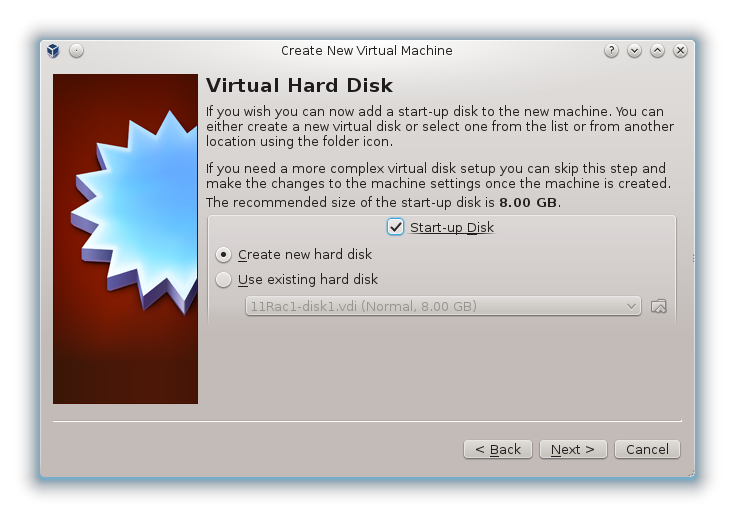 Create New Virtual Machine
Virtual Hard Disk
If you wish you can now add a start-up disk to the new machine. You can
either create a new virtual disk or select one from the list or from another
location using the folder icon.
If you need a more complex virtual disk setup you can skip this step and
make the changes to the machine settings once the machine is created.
The recommended size of the start-up disk is 8.00 GB.
Start-up Disk
Create new hard disk
Use existing hard disk
11Rac1-disk1.vdi (Normal, 8.00 GB)
< Back Next > Cancel